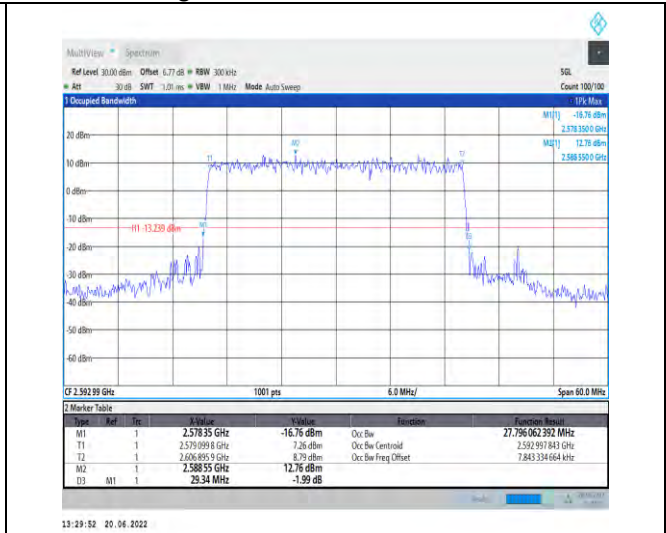 MultiView Spectrum
Ref Level 30.00 dBm Offset 6.77 dB RBW 300 kHz SGL
Att 30 dB SWT 1.01 ms VBW 1 MHz Mode Auto Sweep Count 100/100
1 Occupied Bandwidth 1Pk Max
M1[1] -16.76 dBm
2.578 350 0 GHz
M2[1] 12.76 dBm
2.588 550 0 GHz
20 dBm
10 dBm
0 dBm
-10 dBm
-20 dBm
-30 dBm
-40 dBm
-50 dBm
-60 dBm
H1 -13.239 dBm
T1
M2
T2
M1
D3
CF 2.592 99 GHz 1001 pts 6.0 MHz/ Span 60.0 MHz
2 Marker Table
Type Ref Trc X-Value Y-Value Function Function Result
M1 1 2.578 35 GHz -16.76 dBm Occ Bw 27.796 062 392 MHz
T1 1 2.579 099 8 GHz 7.26 dBm Occ Bw Centroid 2.592 997 843 GHz
T2 1 2.606 895 9 GHz 8.79 dBm Occ Bw Freq Offset 7.843 334 664 kHz
M2 1 2.588 55 GHz 12.76 dBm
D3 M1 1 29.34 MHz -1.99 dB
13:29:52 20.06.2022